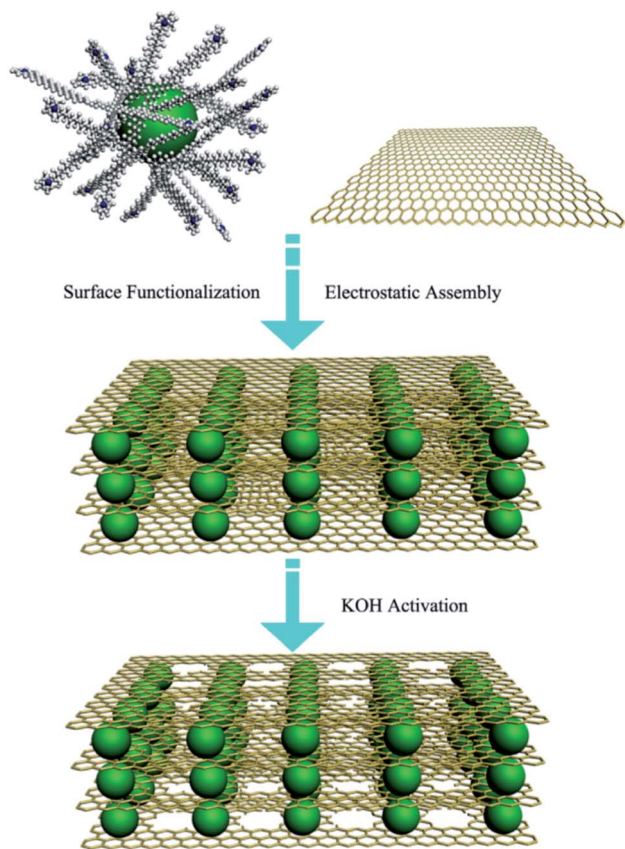 Surface Functionalization
Electrostatic Assembly
KOH Activation